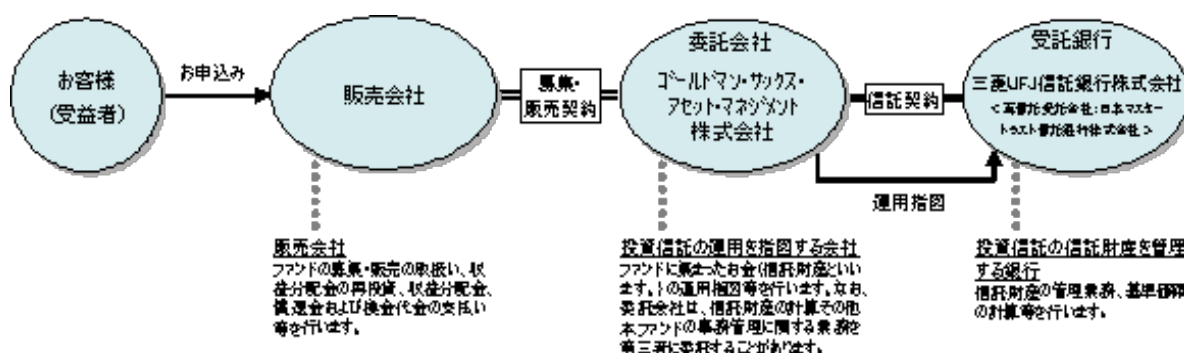 お客様
(受益者)
お申込み
販売会社
募集・
販売契約
委託会社
ゴールドマン・サックス・
アセット・マネジメント
株式会社
信託契約
受託銀行
三菱UFJ信託銀行株式会社
<再信託受託会社:日本マスター
トラスト信託銀行株式会社>
運用指図
販売会社
ファンドの募集・販売の取扱い、収
益分配金の再投資、収益分配金、
償還金および換金代金の支払い
等を行います。
投資信託の運用を指図する会社
ファンドに集まったお金(信託財産といい
ます。)の運用指図等を行います。なお、
委託会社は、信託財産の計算その他
本ファンドの事務管理に関する業務を
第三者に委託することがあります。
投資信託の信託財産を管理
する銀行
信託財産の管理業務、基準価額
の計算等を行います。